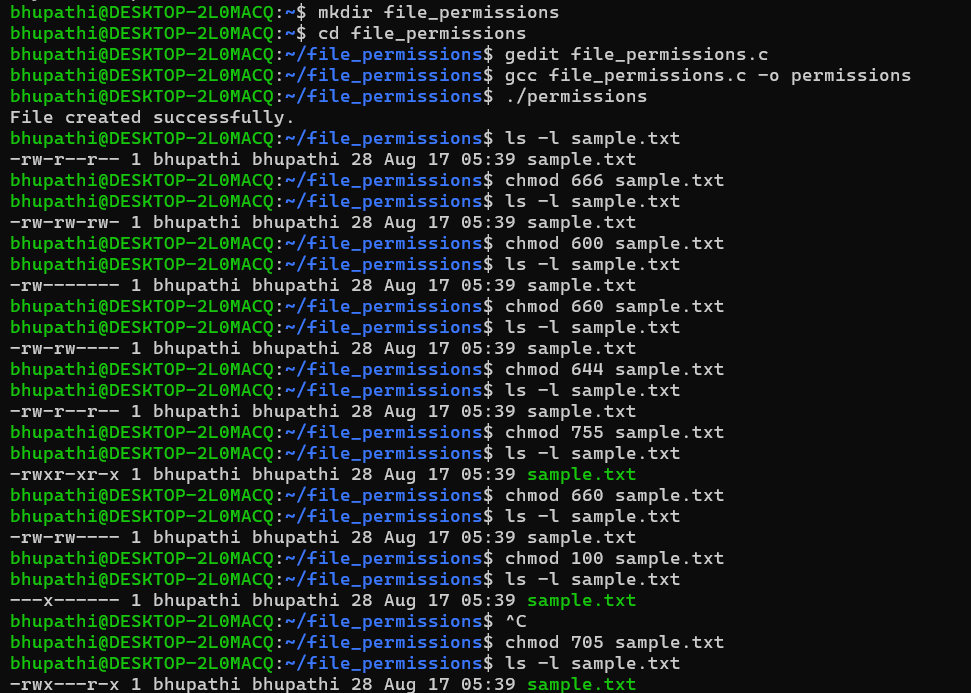 bhupathi@DESKTOP-2L0MACQ:~$ mkdir file_permissions
bhupathi@DESKTOP-2L0MACQ:~$ cd file_permissions
bhupathi@DESKTOP-2L0MACQ:~/file_permissions$ gedit file_permissions.c
bhupathi@DESKTOP-2L0MACQ:~/file_permissions$ gcc file_permissions.c -o permissions
bhupathi@DESKTOP-2L0MACQ:~/file_permissions$ ./permissions
File created successfully.
bhupathi@DESKTOP-2L0MACQ:~/file_permissions$ ls -l sample.txt
-rw-r--r-- 1 bhupathi bhupathi 28 Aug 17 05:39 sample.txt
bhupathi@DESKTOP-2L0MACQ:~/file_permissions$ chmod 666 sample.txt
bhupathi@DESKTOP-2L0MACQ:~/file_permissions$ ls -l sample.txt
-rw-rw-rw- 1 bhupathi bhupathi 28 Aug 17 05:39 sample.txt
bhupathi@DESKTOP-2L0MACQ:~/file_permissions$ chmod 600 sample.txt
bhupathi@DESKTOP-2L0MACQ:~/file_permissions$ ls -l sample.txt
-rw------- 1 bhupathi bhupathi 28 Aug 17 05:39 sample.txt
bhupathi@DESKTOP-2L0MACQ:~/file_permissions$ chmod 660 sample.txt
bhupathi@DESKTOP-2L0MACQ:~/file_permissions$ ls -l sample.txt
-rw-rw---- 1 bhupathi bhupathi 28 Aug 17 05:39 sample.txt
bhupathi@DESKTOP-2L0MACQ:~/file_permissions$ chmod 644 sample.txt
bhupathi@DESKTOP-2L0MACQ:~/file_permissions$ ls -l sample.txt
-rw-r--r-- 1 bhupathi bhupathi 28 Aug 17 05:39 sample.txt
bhupathi@DESKTOP-2L0MACQ:~/file_permissions$ chmod 755 sample.txt
bhupathi@DESKTOP-2L0MACQ:~/file_permissions$ ls -l sample.txt
-rwxr-xr-x 1 bhupathi bhupathi 28 Aug 17 05:39 sample.txt
bhupathi@DESKTOP-2L0MACQ:~/file_permissions$ chmod 660 sample.txt
bhupathi@DESKTOP-2L0MACQ:~/file_permissions$ ls -l sample.txt
-rw-rw---- 1 bhupathi bhupathi 28 Aug 17 05:39 sample.txt
bhupathi@DESKTOP-2L0MACQ:~/file_permissions$ chmod 100 sample.txt
bhupathi@DESKTOP-2L0MACQ:~/file_permissions$ ls -l sample.txt
---x------ 1 bhupathi bhupathi 28 Aug 17 05:39 sample.txt
bhupathi@DESKTOP-2L0MACQ:~/file_permissions$ ^C
bhupathi@DESKTOP-2L0MACQ:~/file_permissions$ chmod 705 sample.txt
bhupathi@DESKTOP-2L0MACQ:~/file_permissions$ ls -l sample.txt
-rwx---r-x 1 bhupathi bhupathi 28 Aug 17 05:39 sample.txt